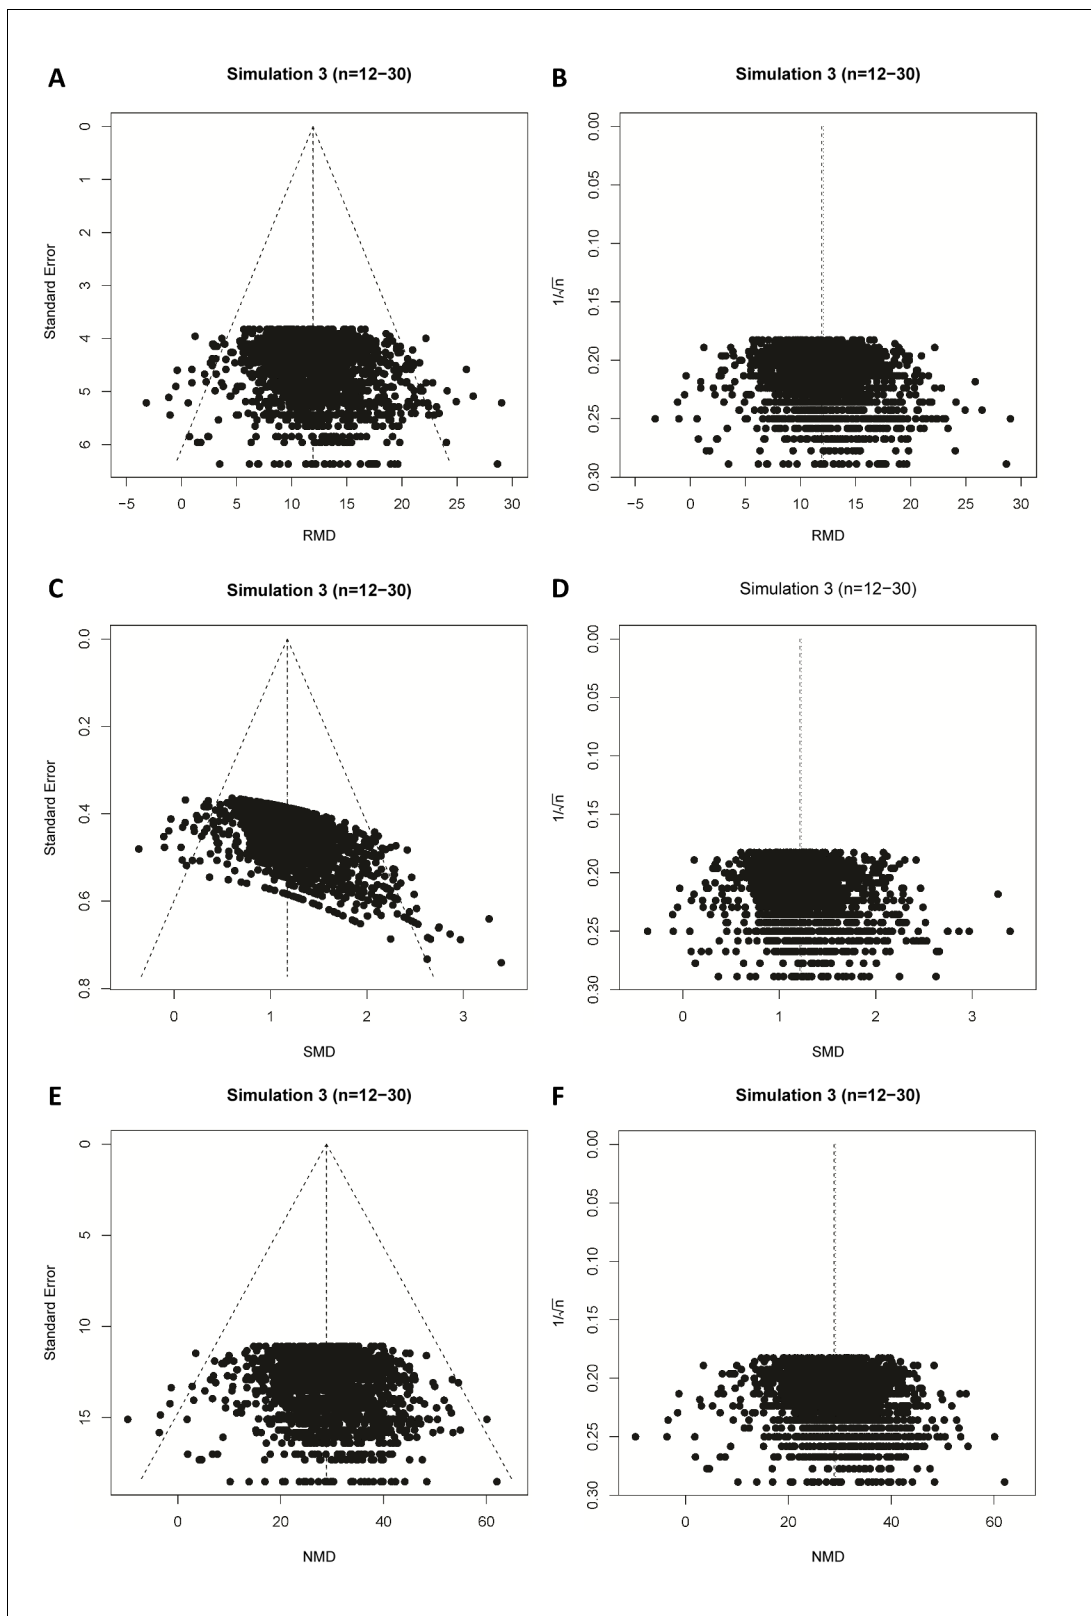 A
Simulation 3 (n=12−30)
0
1
2
3
4
5
6
Standard Error
−5
0
5
10
15
20
25
30
RMD
B
Simulation 3 (n=12−30)
0.00
0.05
0.10
0.15
0.20
0.25
0.30
1/√n
−5
0
5
10
15
20
25
30
RMD
C
Simulation 3 (n=12−30)
0.0
0.2
0.4
0.6
0.8
Standard Error
0
1
2
3
SMD
D
Simulation 3 (n=12−30)
0.00
0.05
0.10
0.15
0.20
0.25
0.30
1/√n
0
1
2
3
SMD
E
Simulation 3 (n=12−30)
0
5
10
15
Standard Error
0
20
40
60
NMD
F
Simulation 3 (n=12−30)
0.00
0.05
0.10
0.15
0.20
0.25
0.30
1/√n
0
20
40
60
NMD